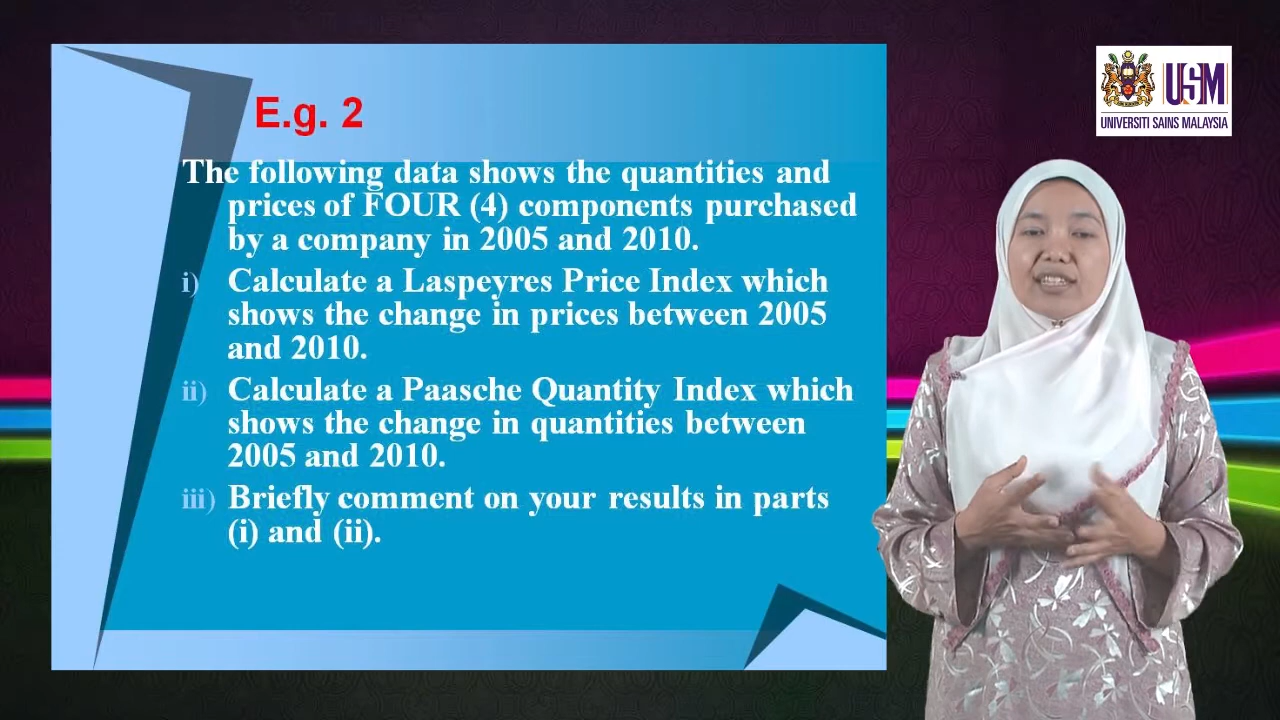 E.g. 2
The following data shows the quantities and
prices of FOUR (4) components purchased
by a company in 2005 and 2010.
i) Calculate a Laspeyres Price Index which
shows the change in prices between 2005
and 2010.
ii) Calculate a Paasche Quantity Index which
shows the change in quantities between
2005 and 2010.
iii) Briefly comment on your results in parts
(i) and (ii).
USM
UNIVERSITI SAINS MALAYSIA